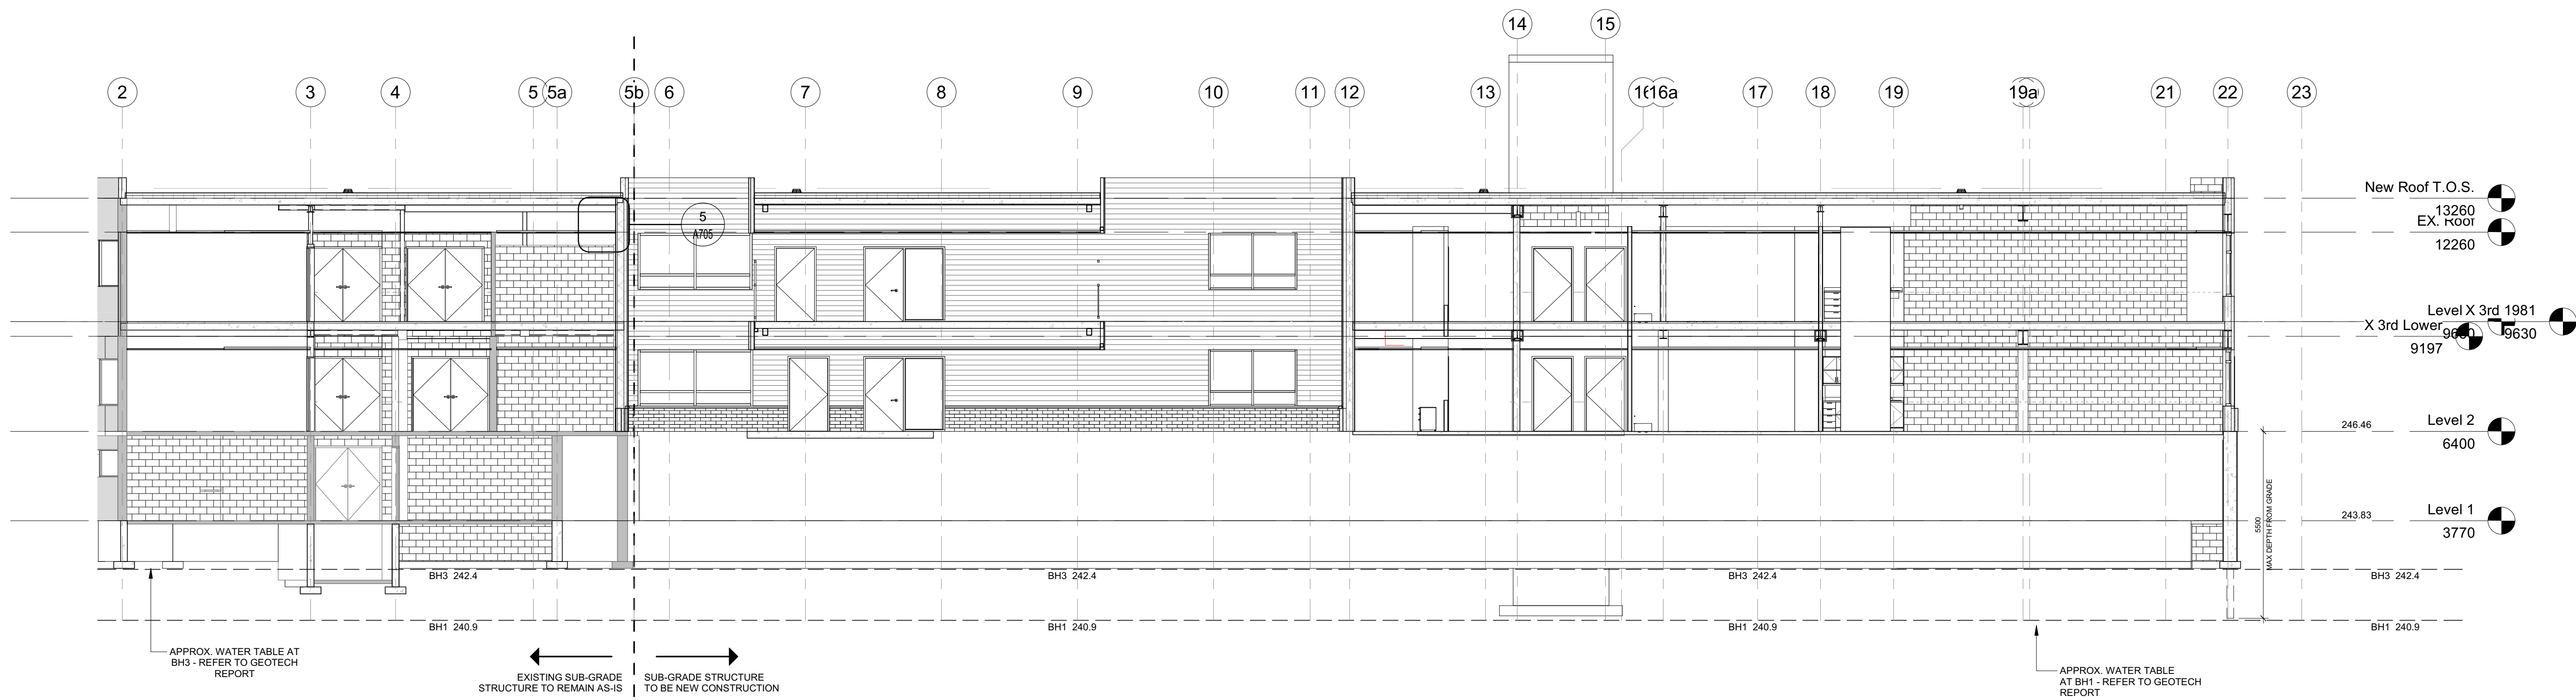 14
15
2
3
4
5
5a
5b
6
7
8
9
10
11
12
13
16a
17
18
19
19a
21
22
23
5
A705
New Roof T.O.S.
13260
EX. Roof
12260
Level X 3rd 1981
9630
X 3rd Lower
9197
246.46
Level 2
6400
243.83
Level 1
3770
5500
MAX DEPTH FROM GRADE
BH3 242.4
BH3 242.4
BH3 242.4
BH3 242.4
BH1 240.9
BH1 240.9
BH1 240.9
BH1 240.9
APPROX. WATER TABLE AT
BH3 - REFER TO GEOTECH
REPORT
EXISTING SUB-GRADE
STRUCTURE TO REMAIN AS-IS
SUB-GRADE STRUCTURE
TO BE NEW CONSTRUCTION
APPROX. WATER TABLE
AT BH1 - REFER TO GEOTECH
REPORT